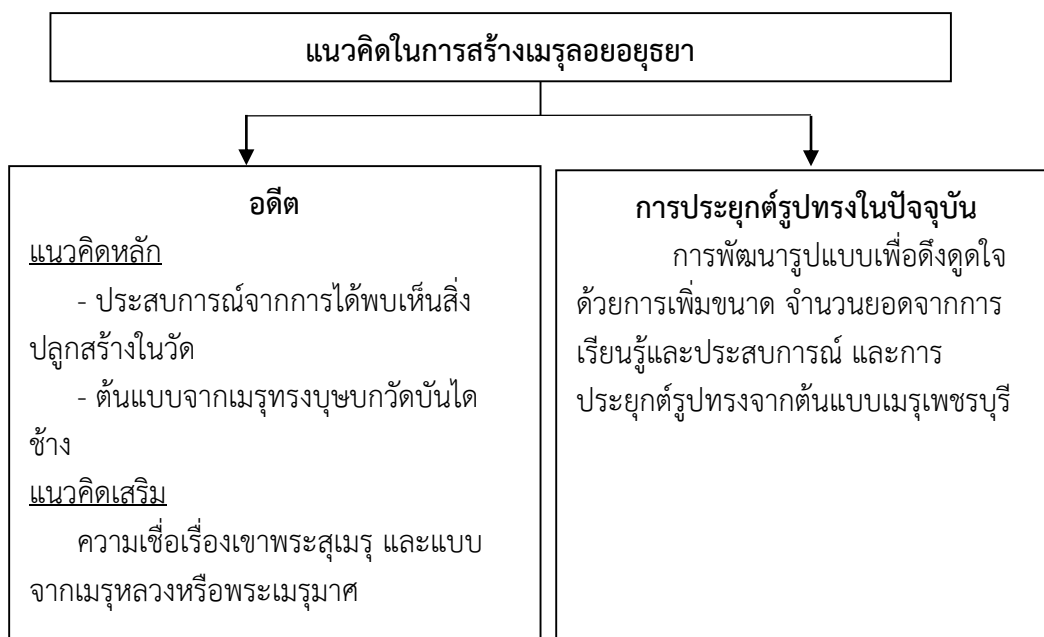 แนวคิดในการสร้างเมรุลอยอยุธยา
อดีต
แนวคิดหลัก
- ประสบการณ์จากการได้พบเห็นสิ่ง
ปลูกสร้างในวัด
- ต้นแบบจากเมรุทรงบุษบกวัดบันได
ช้าง
แนวคิดเสริม
ความเชื่อเรื่องเขาพระสุเมรุ และแบบ
จากเมรุหลวงหรือพระเมรุมาศ
การประยุกต์รูปทรงในปัจจุบัน
การพัฒนารูปแบบเพื่อดึงดูดใจ
ด้วยการเพิ่มขนาด จำนวนยอดจากการ
เรียนรู้และประสบการณ์ และการ
ประยุกต์รูปทรงจากต้นแบบเมรุเพชรบุรี